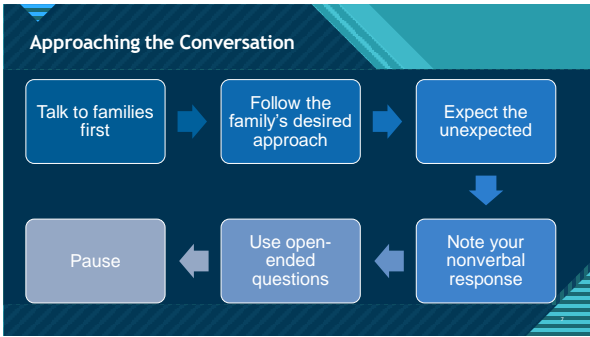 Approaching the Conversation
Talk to families
first
Follow the
family's desired
approach
Expect the
unexpected
Note your
nonverbal
response
Use open-
ended
questions
Pause
7